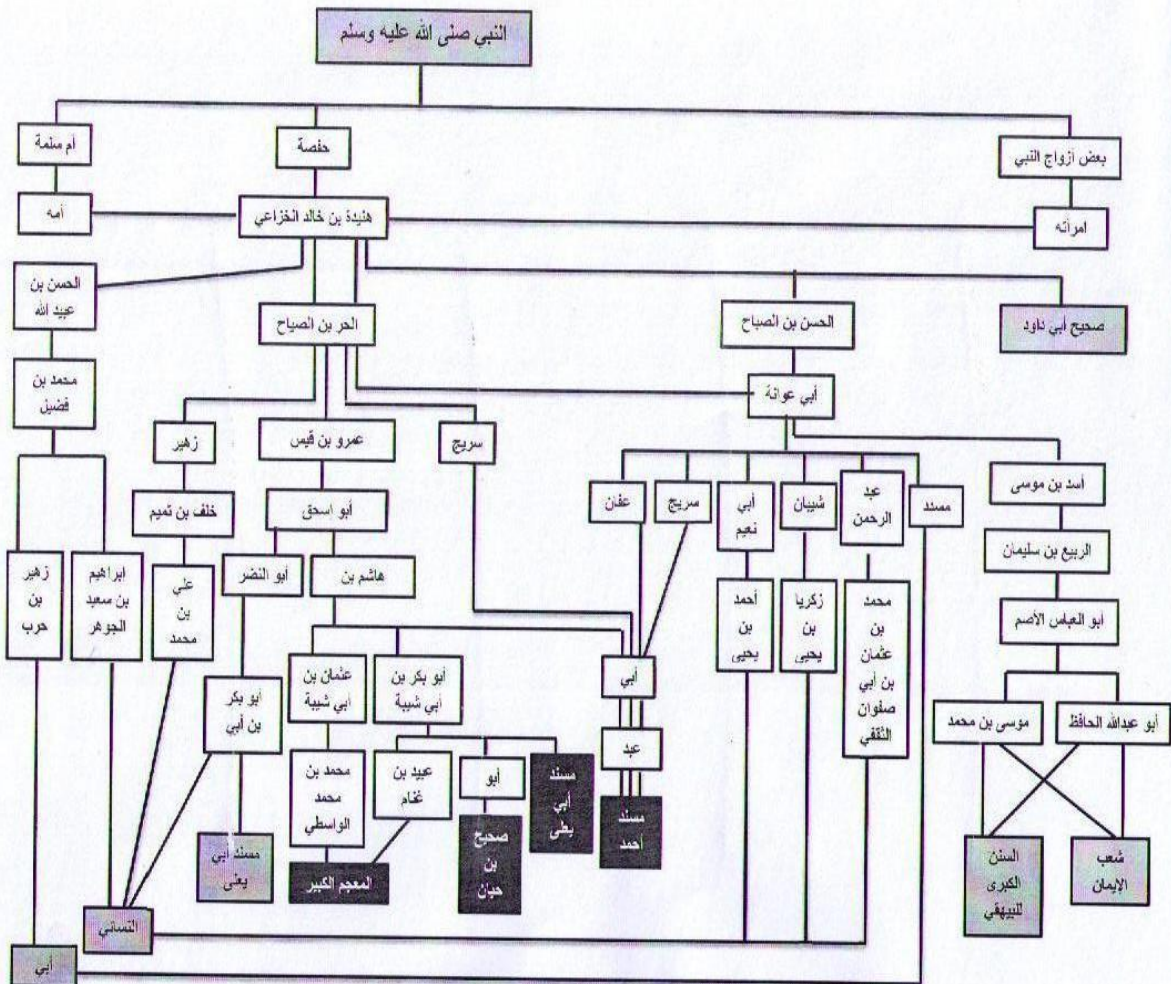 النبي صلى الله عليه وسلم
بعض أزواج النبي
حفصة
أم سلمة
امرأته
هنيدة بن خالد الخزاعي
أمه
صحيح أبي داود
الحسن بن الصباح
الحر بن الصياح
الحسن بن
عبيد الله
أبي عوانة
محمد بن
فضيل
سريج
عمرو بن قيس
زهير
أسد بن موسى
مسدد
عبد
الرحمن
شيبان
أبي
نعيم
سريج
عفان
أبو اسحق
خلف بن تميم
الربيع بن سليمان
هاشم بن
أبو النضر
محمد
بن
عثمان
بن أبي
صفوان
الثقفي
زكريا
بن
يحيى
أحمد
بن
يحيى
علي
بن
محمد
ابراهيم
بن سعيد
الجوهر
زهير
بن
حرب
أبو العباس الأصم
أبي
أبو بكر بن
أبي شيبة
عثمان بن
أبي شيبة
أبو بكر
بن أبي
أبو عبدالله الحافظ
موسى بن محمد
عبد
مسند
أبي
يعلى
أبو
عبيد بن
غنام
محمد بن
محمد
الواسطي
مسند
أحمد
صحيح
بن
حبان
المعجم الكبير
مسند أبي
يعلى
شعب
الإيمان
السنن
الكبرى
للبيهقي
النسائي
أبي